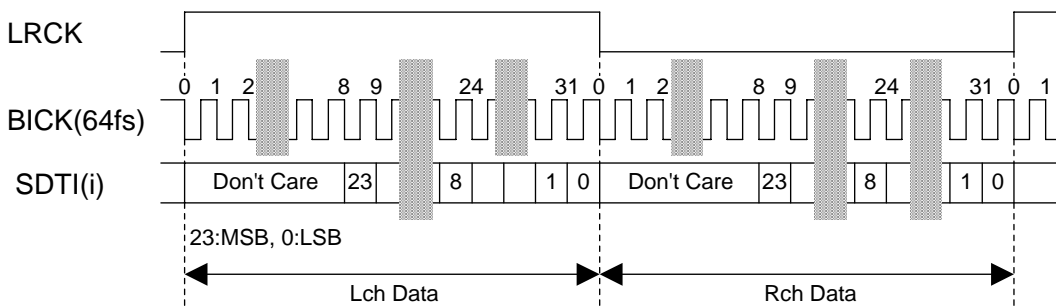 LRCK
0 1 2 8 9 24 31 0 1 2 8 9 24 31 0 1
BICK(64fs)
SDTI(i) Don't Care 23 8 1 0 Don't Care 23 8 1 0
23:MSB, 0:LSB
Lch Data Rch Data